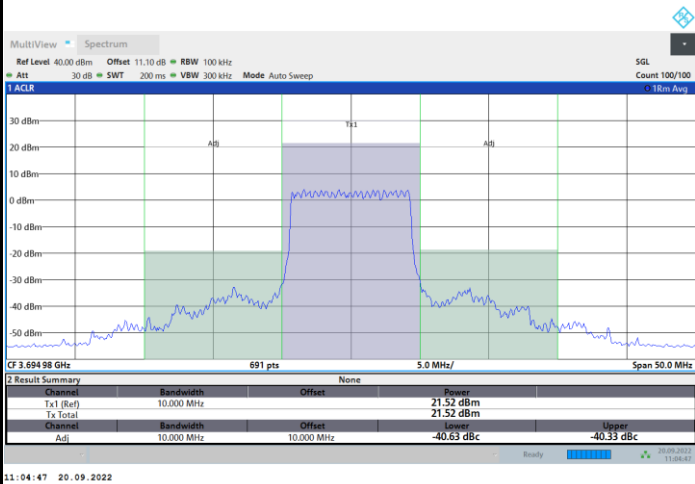 MultiView Spectrum
Ref Level 40.00 dBm Offset 11.10 dB RBW 100 kHz SGL
Att 30 dB SWT 200 ms VBW 300 kHz Mode Auto Sweep Count 100/100
1 ACLR 1Rm Avg
30 dBm
Tx1
20 dBm Adj Adj
10 dBm
0 dBm
-10 dBm
-20 dBm
-30 dBm
-40 dBm
-50 dBm
CF 3.694 98 GHz 691 pts 5.0 MHz/ Span 50.0 MHz
2 Result Summary None
Channel Bandwidth Offset Power
Tx1 (Ref) 10.000 MHz 21.52 dBm
Tx Total 21.52 dBm
Channel Bandwidth Offset Lower Upper
Adj 10.000 MHz 10.000 MHz -40.63 dBc -40.33 dBc
Ready 20.09.2022
11:04:47
11:04:47 20.09.2022